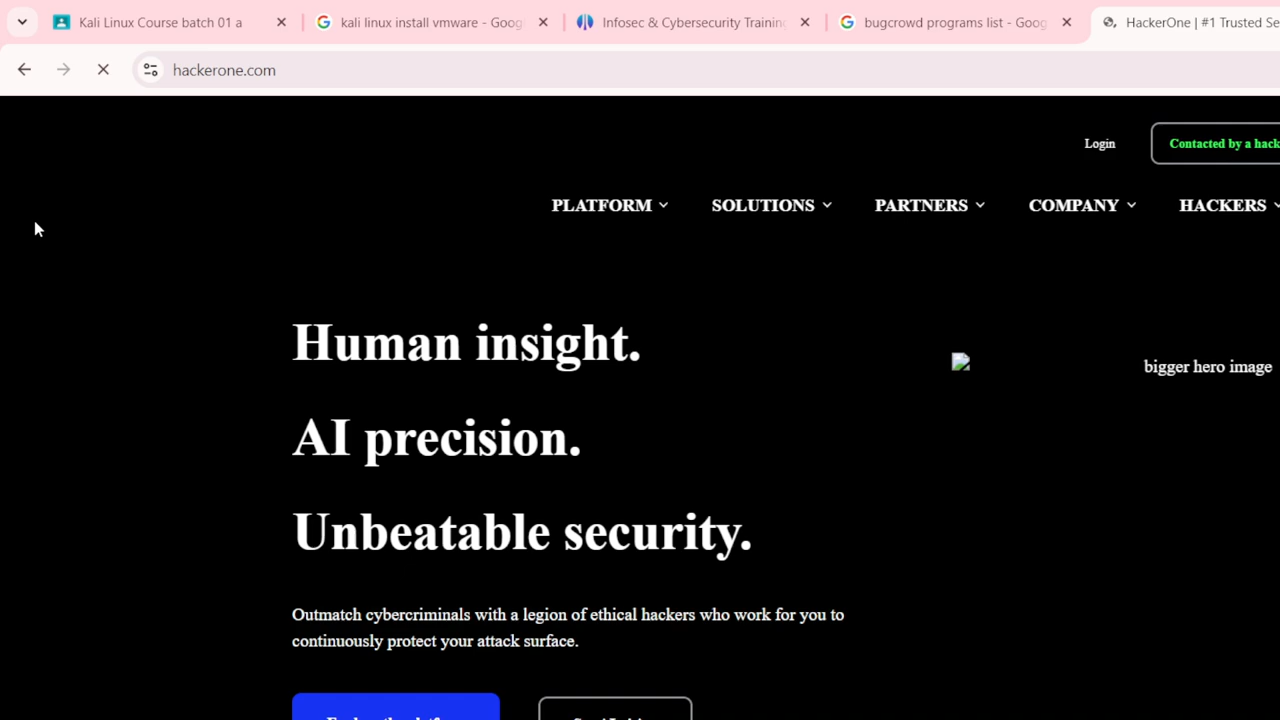 Kali Linux Course batch 01 a
kali linux install vmware - Goog
Infosec & Cybersecurity Training
bugcrowd programs list - Goog
HackerOne | #1 Trusted Se
hackerone.com
Login
Contacted by a hack
PLATFORM
SOLUTIONS
PARTNERS
COMPANY
HACKERS
Human insight.
bigger hero image
AI precision.
Unbeatable security.
Outmatch cybercriminals with a legion of ethical hackers who work for you to
continuously protect your attack surface.